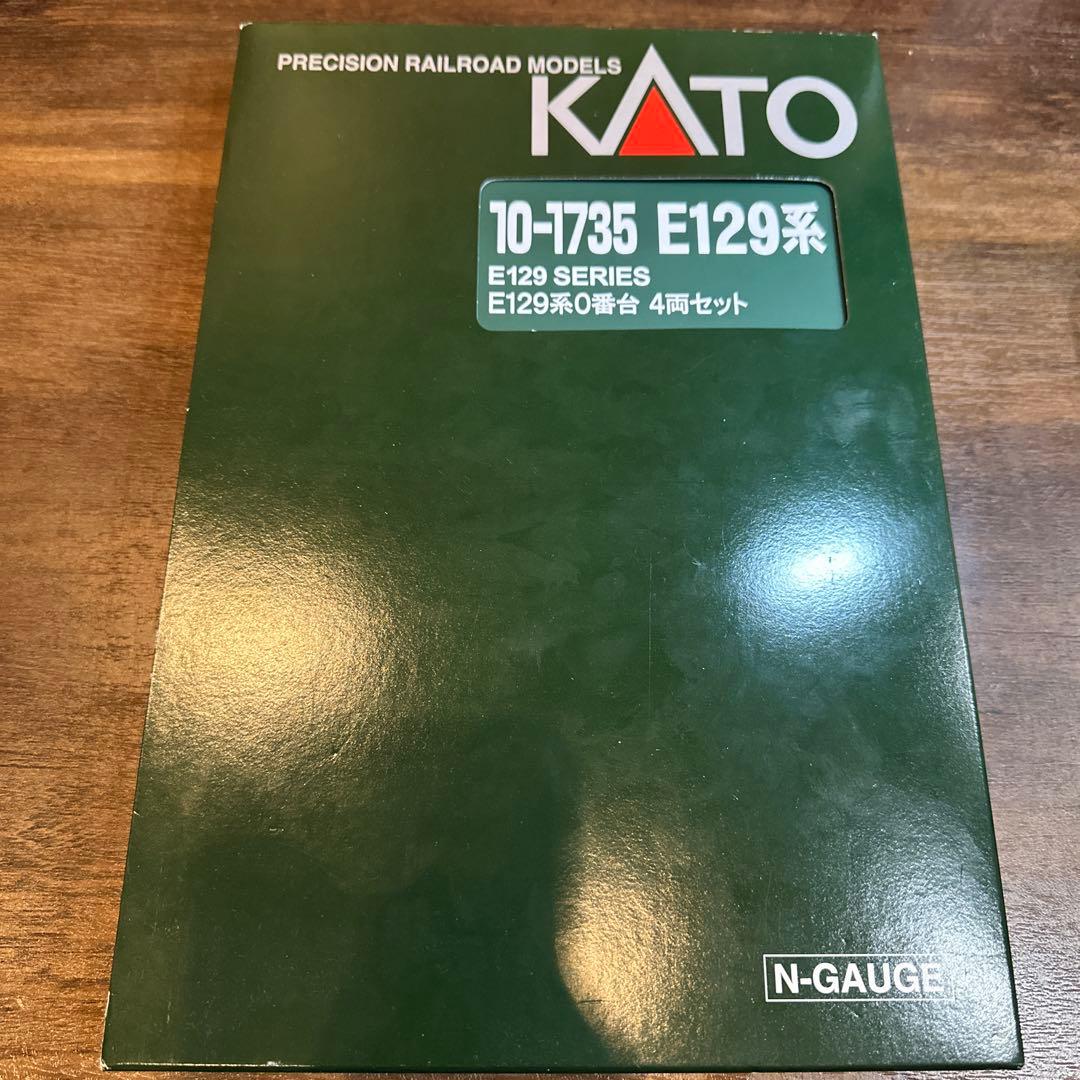 PRECISION RAILROAD MODELS
KATO
10-1735 E129系
E129 SERIES
E129系0番台 4両セット
N-GAUGE